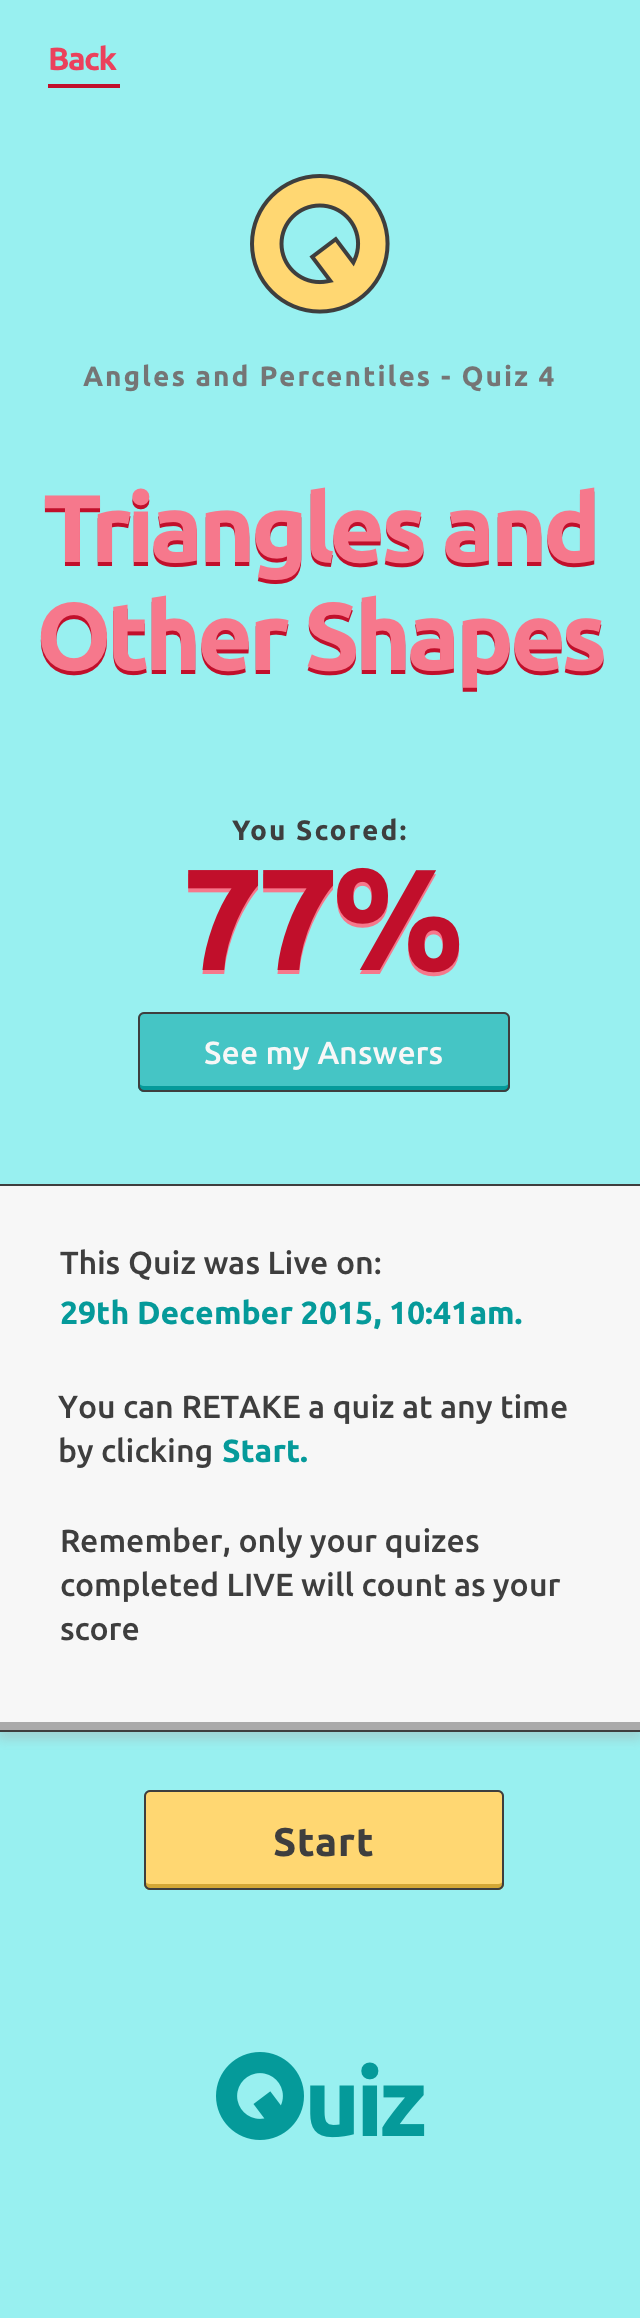 Back
Angles and Percentiles - Quiz 4
Triangles and
Other Shapes
You Scored:
77%
See my Answers
This Quiz was Live on:
29th December 2015, 10:41am.
You can RETAKE a quiz at any time
by clicking Start.
Remember, only your quizes
completed LIVE will count as your
score
Start
Quiz